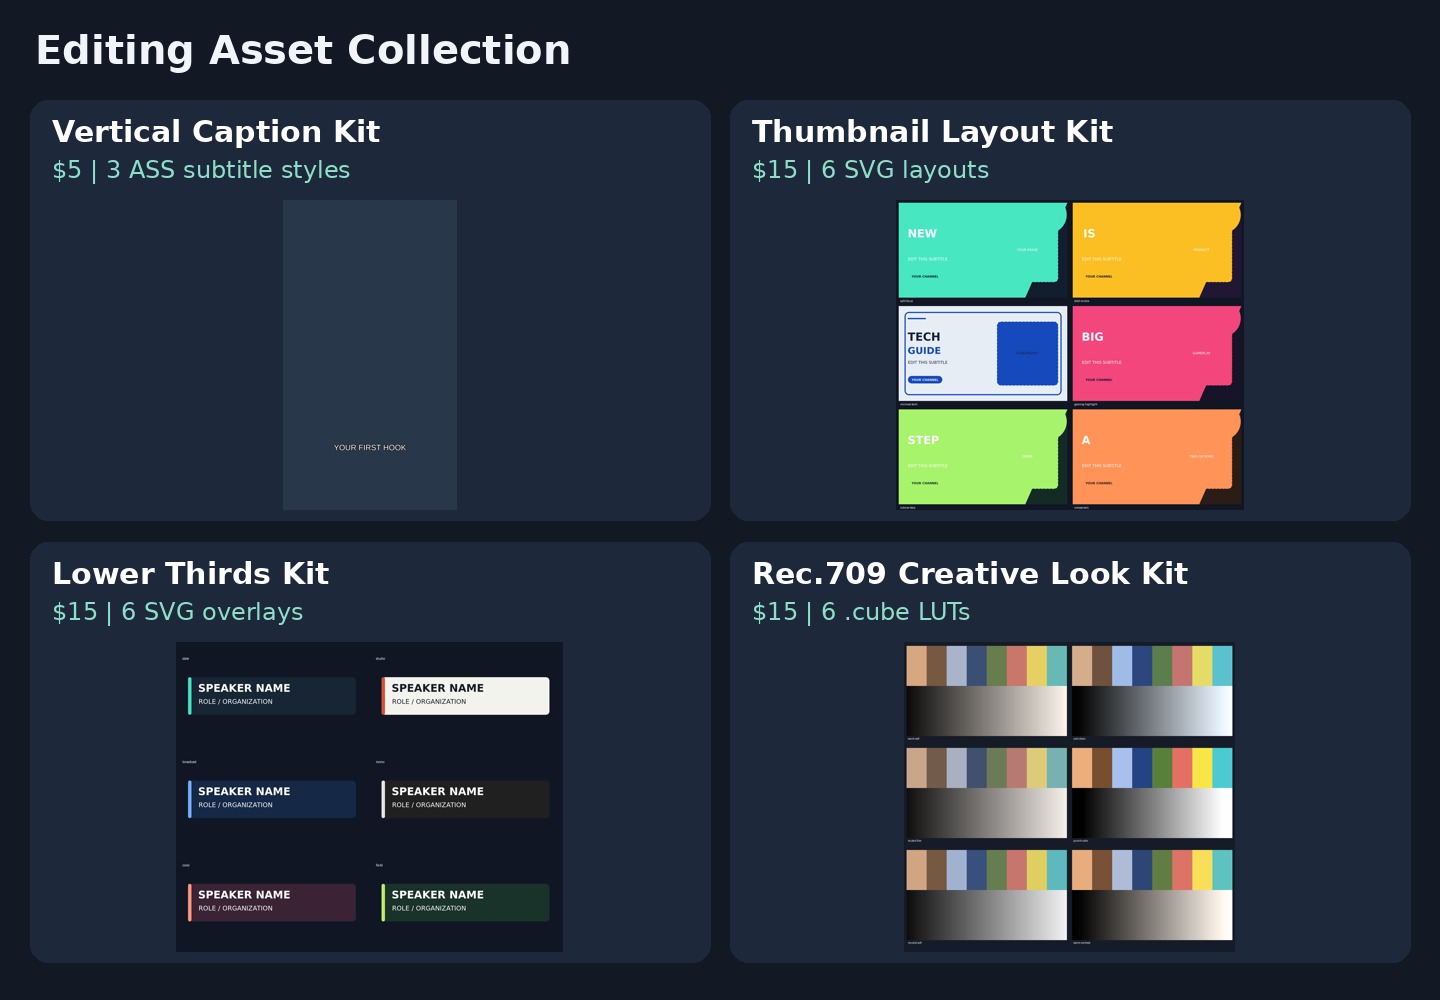 Editing Asset Collection
Vertical Caption Kit
$5 | 3 ASS subtitle styles
YOUR FIRST HOOK
Thumbnail Layout Kit
$15 | 6 SVG layouts
NEW
EDIT THIS SUBTITLE
YOUR CHANNEL
IS
PRODUCT
EDIT THIS SUBTITLE
YOUR CHANNEL
TECH
GUIDE
EDIT THIS SUBTITLE
YOUR CHANNEL
BIG
GAMEPLAY
EDIT THIS SUBTITLE
YOUR CHANNEL
STEP
EDIT THIS SUBTITLE
YOUR CHANNEL
A
EDIT THIS SUBTITLE
YOUR CHANNEL
Lower Thirds Kit
$15 | 6 SVG overlays
SPEAKER NAME
ROLE / ORGANIZATION
studio
SPEAKER NAME
ROLE / ORGANIZATION
broadcast
SPEAKER NAME
ROLE / ORGANIZATION
mono
SPEAKER NAME
ROLE / ORGANIZATION
SPEAKER NAME
ROLE / ORGANIZATION
SPEAKER NAME
ROLE / ORGANIZATION
Rec.709 Creative Look Kit
$15 | 6 .cube LUTs